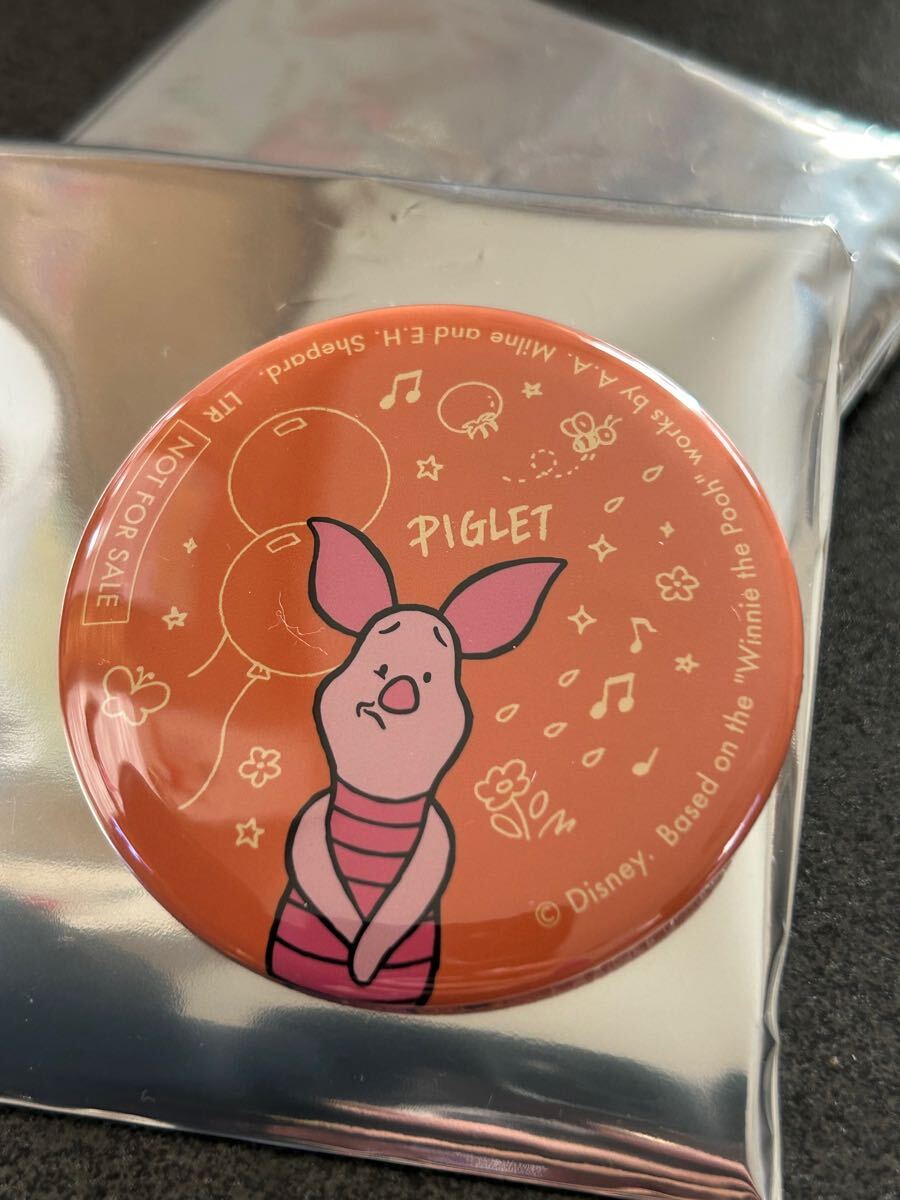 PIGLET
© Disney. Based on the "Winnie the Pooh" works by A.A. Milne and E.H. Shepard.
LTR
NOT FOR SALE